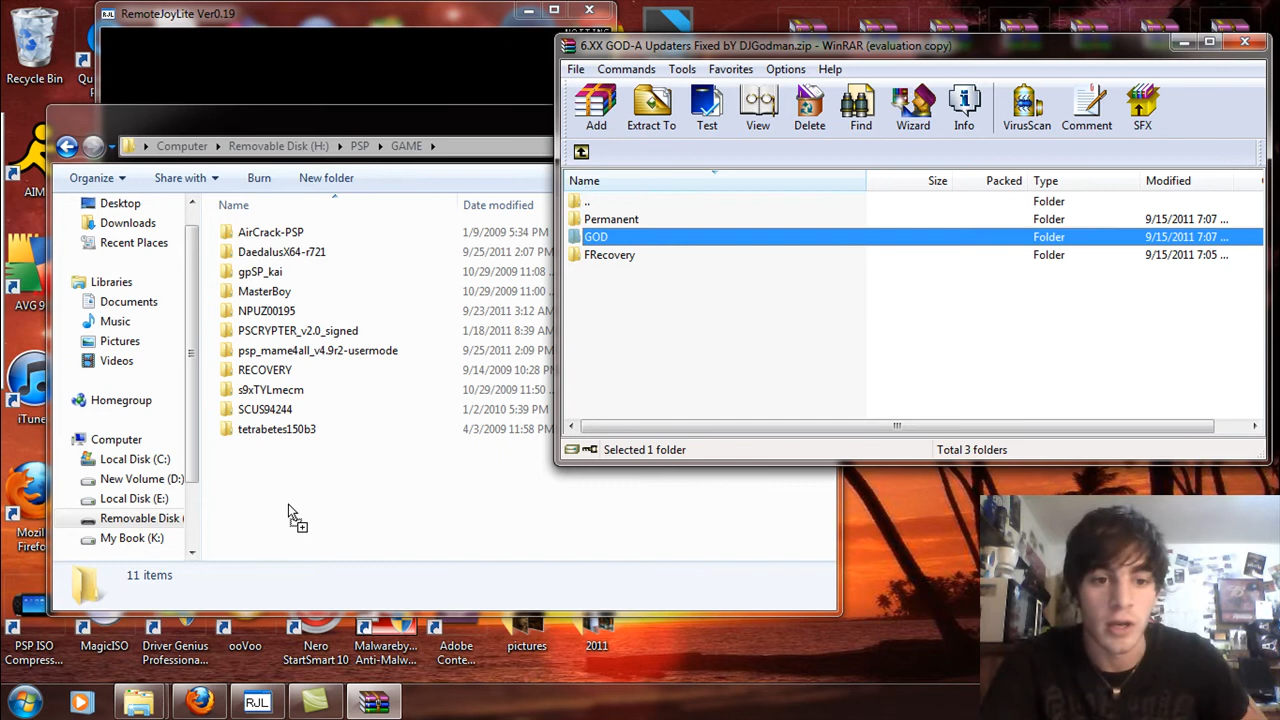 Recycle Bin
Qu
AIM
AVG 9
iTune
Mozil
Firefo
RemoteJoyLite Ver0.19
Computer
Removable Disk (H:)
PSP
GAME
Organize
Share with
Burn
New folder
Desktop
Downloads
Recent Places
Libraries
Documents
Music
Pictures
Videos
Homegroup
Computer
Local Disk (C:)
New Volume (D:)
Local Disk (E:)
Removable Disk (
My Book (K:)
Name
Date modified
AirCrack-PSP 1/9/2009 5:34 PM
DaedalusX64-r721 9/25/2011 2:07 PM
gpSP_kai 10/29/2009 11:08
MasterBoy 10/29/2009 11:00
NPUZ00195 9/23/2011 3:12 AM
PSCRYPTER_v2.0_signed 1/18/2011 8:39 AM
psp_mame4all_v4.9r2-usermode 9/25/2011 2:09 PM
RECOVERY 9/14/2009 10:28 PM
s9xTYLmecm 10/29/2009 11:50
SCUS94244 1/2/2010 5:39 PM
tetrabetes150b3 4/3/2009 11:58 PM
11 items
6.XX GOD-A Updaters Fixed bY DJGodman.zip - WinRAR (evaluation copy)
File Commands Tools Favorites Options Help
Add Extract To Test View Delete Find Wizard Info VirusScan Comment SFX
Name Size Packed Type Modified
.. Folder
Permanent Folder 9/15/2011 7:07 ...
GOD Folder 9/15/2011 7:07 ...
FRecovery Folder 9/15/2011 7:05 ...
Selected 1 folder
Total 3 folders
PSP ISO
Compress...
MagicISO
Driver Genius
Professiona...
ooVoo
Nero
StartSmart 10
Malwareby...
Anti-Malw...
Adobe
Conte...
pictures
2011
RJL